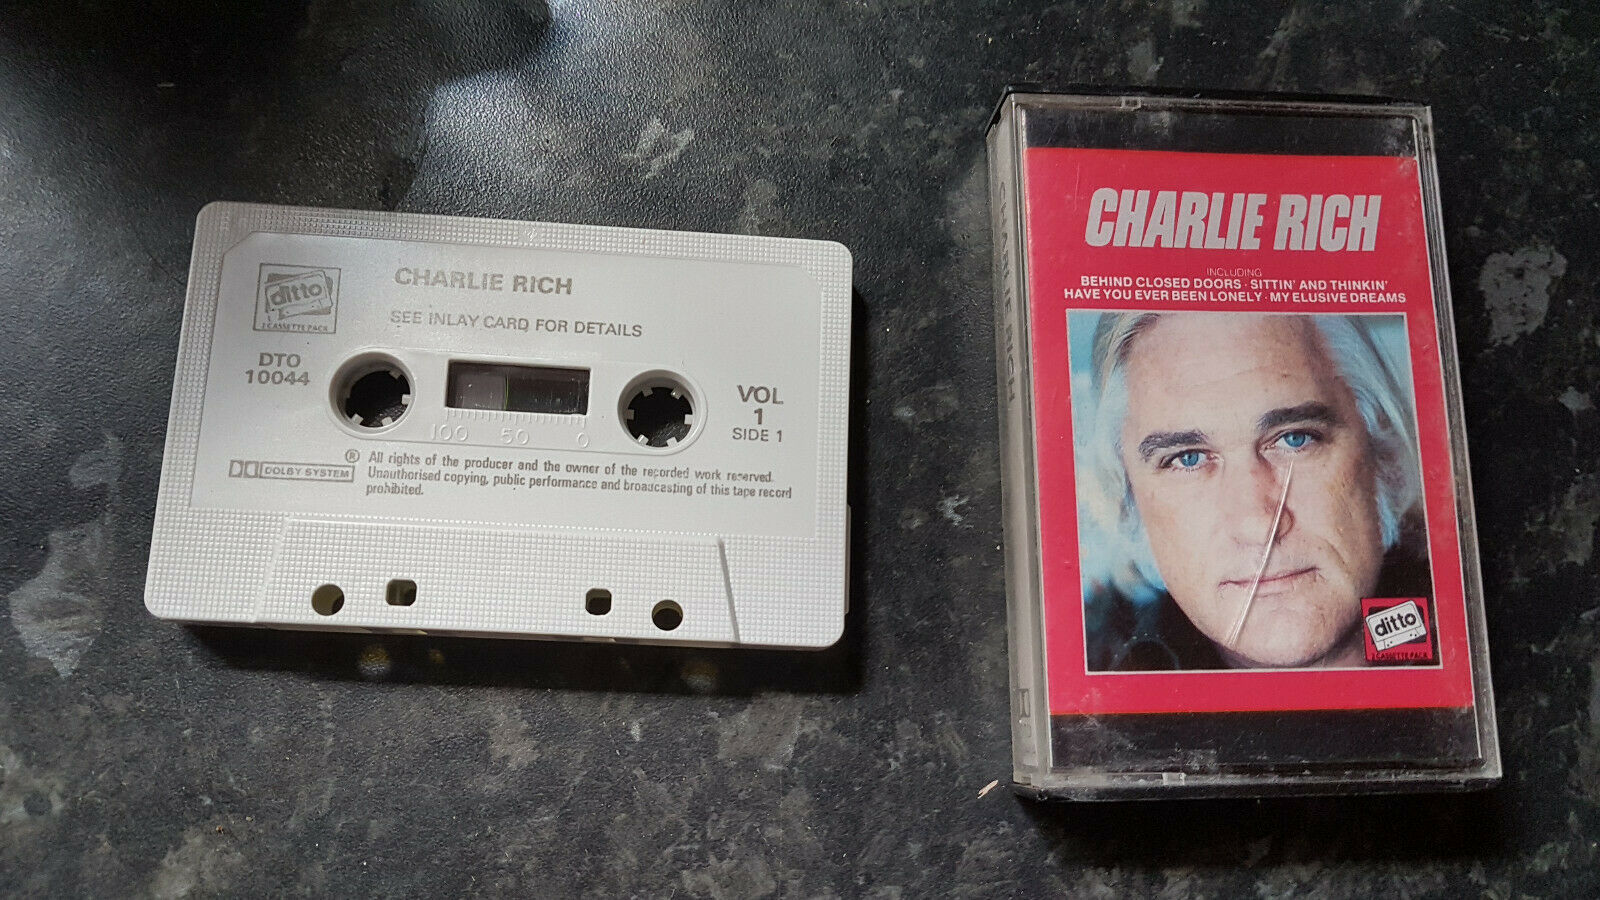 ditto
2 CASSETTE PACK
CHARLIE RICH
SEE INLAY CARD FOR DETAILS
DTO
10044
VOL
1
SIDE 1
100 50 0
DOLBY SYSTEM
® All rights of the producer and the owner of the recorded work reserved.
Unauthorised copying, public performance and broadcasting of this tape record
prohibited.
CHARLIE RICH
CHARLIE RICH
INCLUDING
BEHIND CLOSED DOORS · SITTIN' AND THINKIN'
HAVE YOU EVER BEEN LONELY · MY ELUSIVE DREAMS
ditto
2 CASSETTE PACK